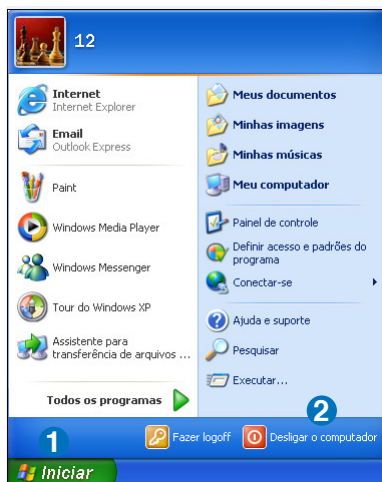 12
Internet
Internet Explorer
Email
Outlook Express
Paint
Windows Media Player
Windows Messenger
Tour do Windows XP
Assistente para
transferência de arquivos ...
Todos os programas
Meus documentos
Minhas imagens
Minhas músicas
Meu computador
Painel de controle
Definir acesso e padrões do
programa
Conectar-se
Ajuda e suporte
Pesquisar
Executar...
2
1
Fazer logoff
Desligar o computador
Iniciar